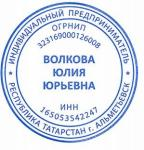 ИНДИВИДУАЛЬНЫЙ ПРЕДПРИНИМАТЕЛЬ
ОГРНИП
323169000126008
ВОЛКОВА
ЮЛИЯ
ЮРЬЕВНА
ИНН
165053542247
РЕСПУБЛИКА ТАТАРСТАН г. АЛЬМЕТЬЕВСК